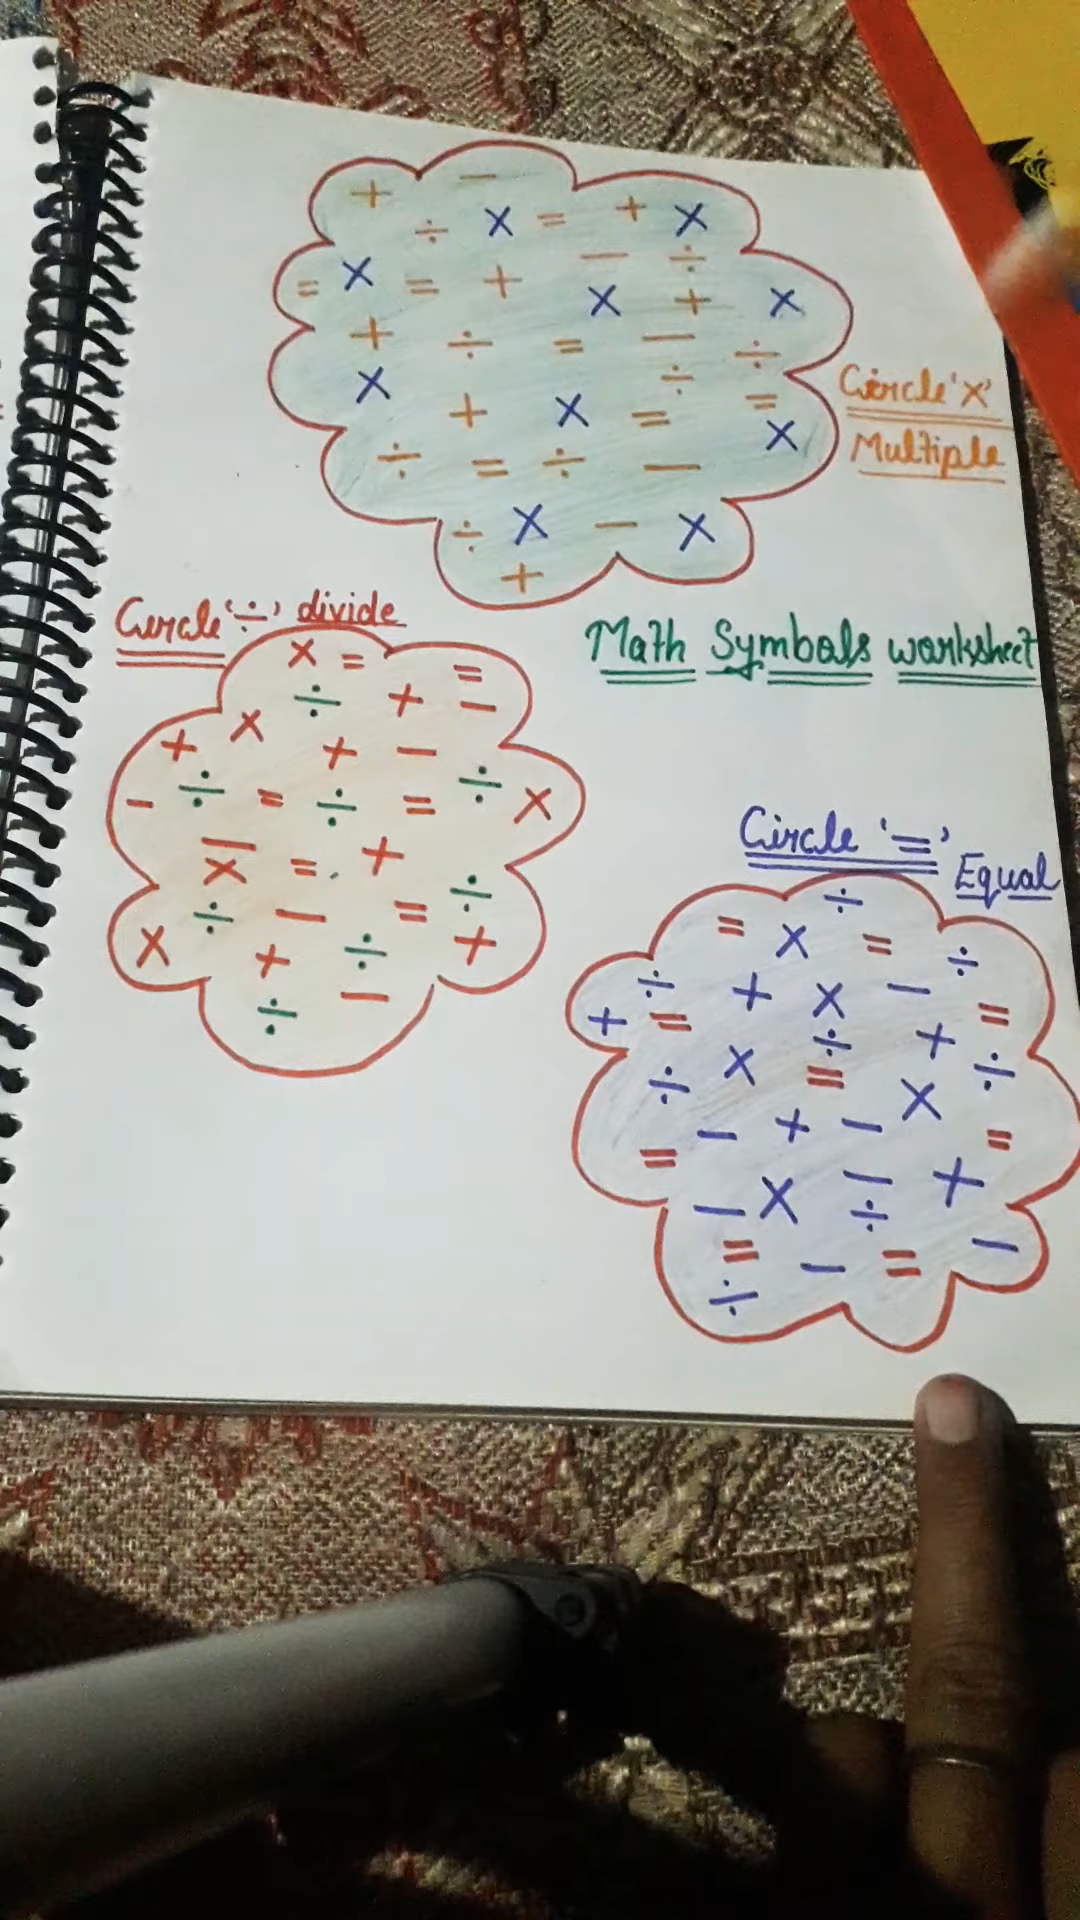 + −
÷ × = + ×
− ÷
= × = + × + ×
+ ÷ = − ÷
× ÷ =
+ × = ×
÷ = ÷ −
÷ × − ×
+
Circle '×'
Multiple
Circle '÷' divide
Math Symbols worksheet
× = =
÷ + −
+ × + −
− ÷ = ÷ = ÷ ×
− × = . +
÷ − = ÷
× + ÷ +
÷ −
Circle '='
Equal
÷
= × = ÷
÷ + × − =
+ = ÷ +
÷ × = ÷
×
− + − =
=
− × − ÷ +
= − = −
÷